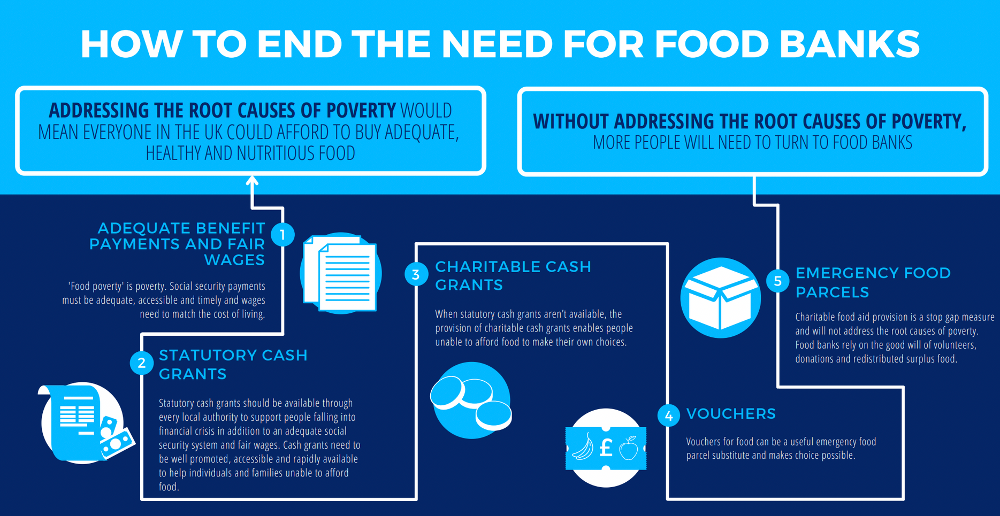 HOW TO END THE NEED FOR FOOD BANKS
ADDRESSING THE ROOT CAUSES OF POVERTY WOULD
MEAN EVERYONE IN THE UK COULD AFFORD TO BUY ADEQUATE,
HEALTHY AND NUTRITIOUS FOOD
WITHOUT ADDRESSING THE ROOT CAUSES OF POVERTY,
MORE PEOPLE WILL NEED TO TURN TO FOOD BANKS
1
ADEQUATE BENEFIT
PAYMENTS AND FAIR
WAGES
'Food poverty' is poverty. Social security payments
must be adequate, accessible and timely and wages
need to match the cost of living.
2
STATUTORY CASH
GRANTS
Statutory cash grants should be available through
every local authority to support people falling into
financial crisis in addition to an adequate social
security system and fair wages. Cash grants need to
be well promoted, accessible and rapidly available
to help individuals and families unable to afford
food.
3
CHARITABLE CASH
GRANTS
When statutory cash grants aren’t available, the
provision of charitable cash grants enables people
unable to afford food to make their own choices.
4
VOUCHERS
Vouchers for food can be a useful emergency food
parcel substitute and makes choice possible.
£
5
EMERGENCY FOOD
PARCELS
Charitable food aid provision is a stop gap measure
and will not address the root causes of poverty.
Food banks rely on the good will of volunteers,
donations and redistributed surplus food.